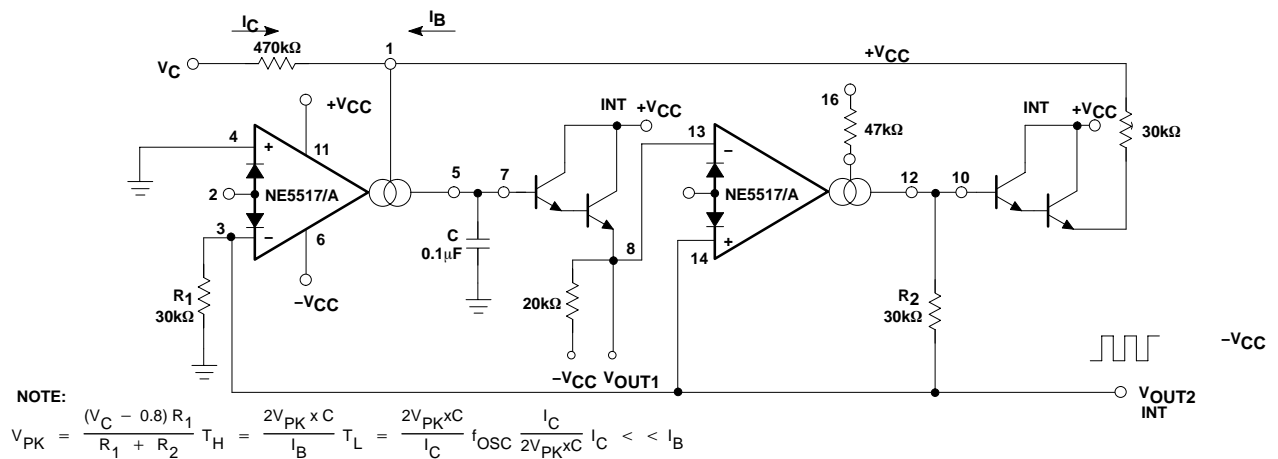 IC
IB
470kΩ
1
VC
+VCC
+VCC
4
+
11
INT
+VCC
13
–
16
47kΩ
INT
+VCC
30kΩ
2
NE5517/A
5
7
NE5517/A
12
10
3
–
6
–VCC
C
0.1μF
8
+
14
R1
30kΩ
20kΩ
R2
30kΩ
–VCC
–VCC
VOUT1
VOUT2
INT
NOTE:
VPK = (VC – 0.8) R1 / R1 + R2 TH = 2VPK x C / IB TL = 2VPKxC / IC fOSC IC / 2VPKxC IC < < IB